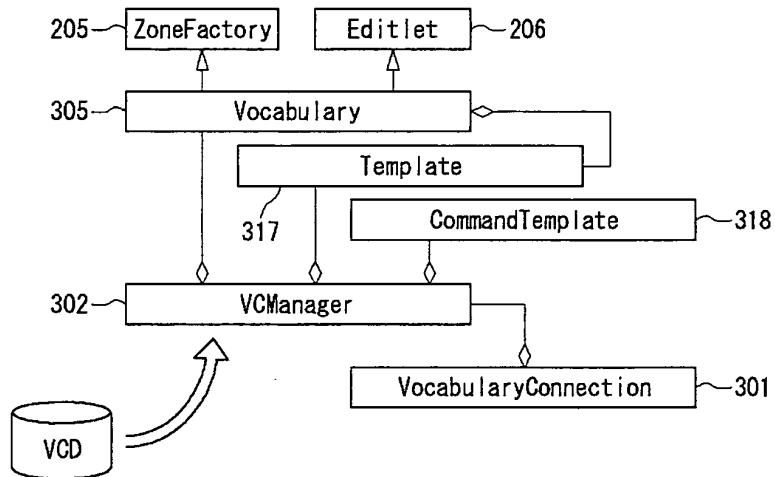 205 ZoneFactory Editlet 206
305 Vocabulary
Template
317 CommandTemplate 318
302 VCManager
VocabularyConnection 301
VCD